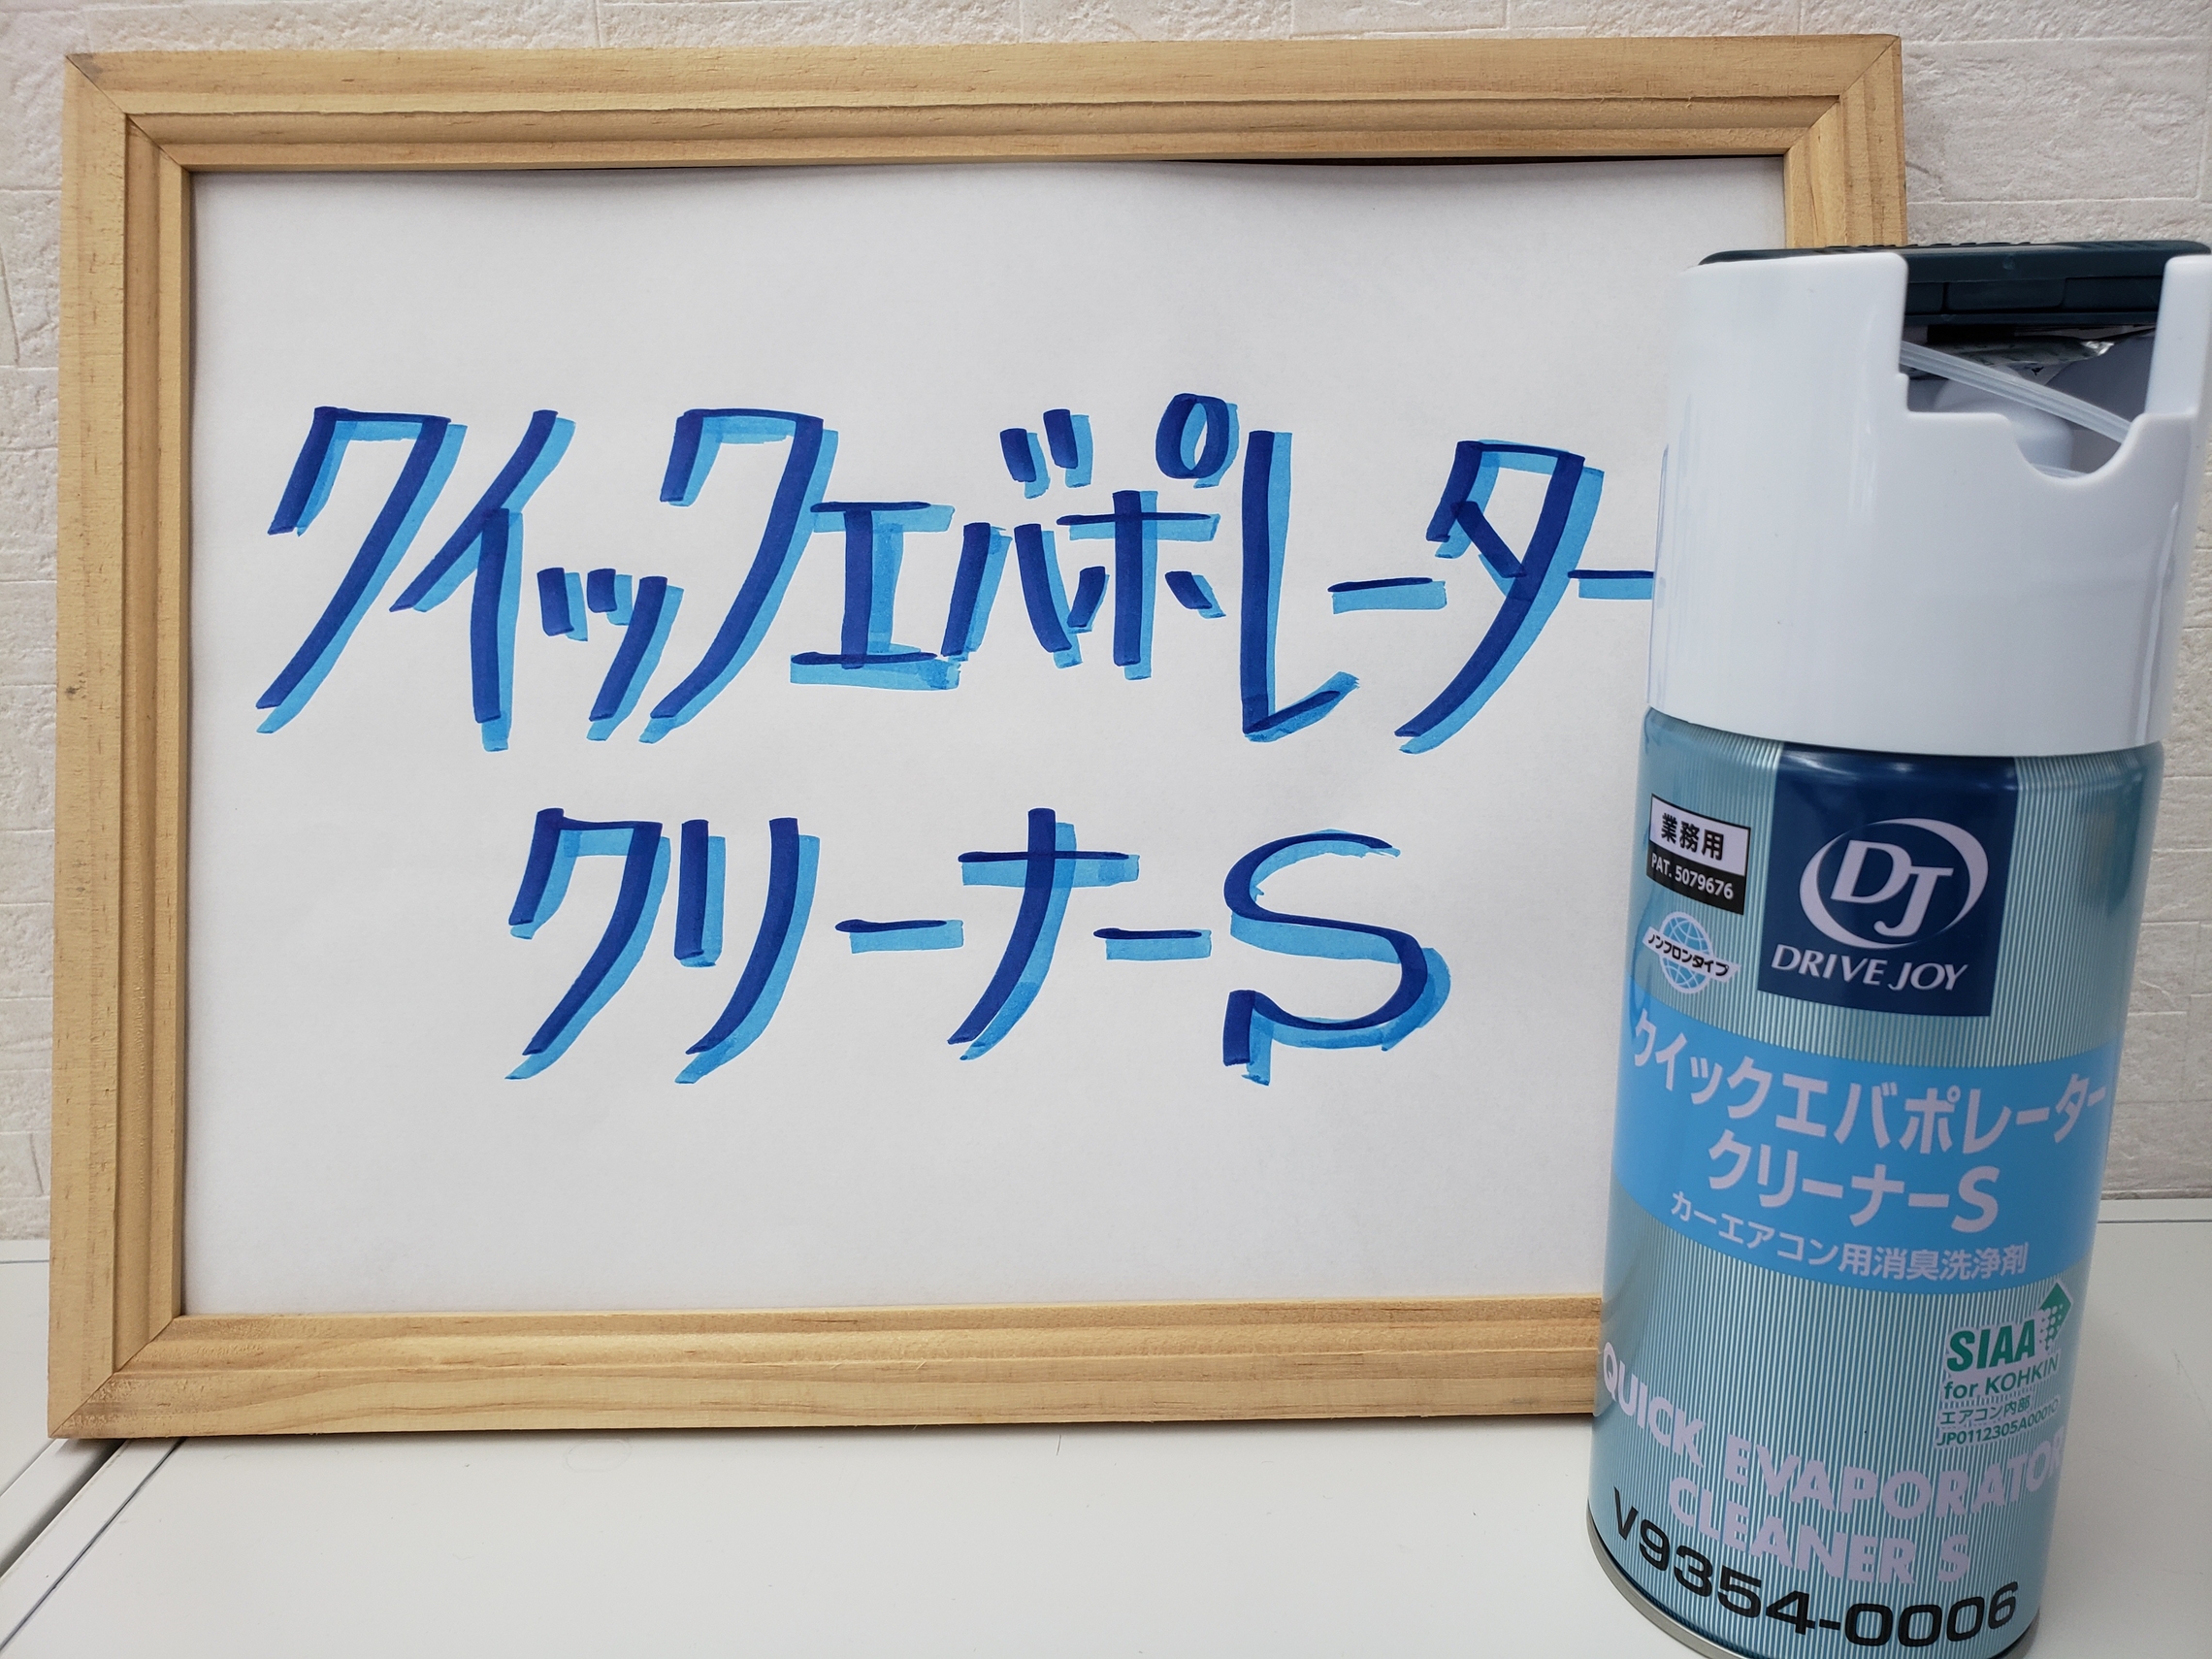 クイックエバポレーター
クリーナーS
業務用
PAT. 5079676
ノンフロンタイプ
DJ
DRIVE JOY
クイックエバポレーター
クリーナーS
カーエアコン用消臭洗浄剤
SIAA
for KOHKIN
エアコン内部
JP0112305A0001O
QUICK EVAPORATOR
CLEANER S
V9354-0006